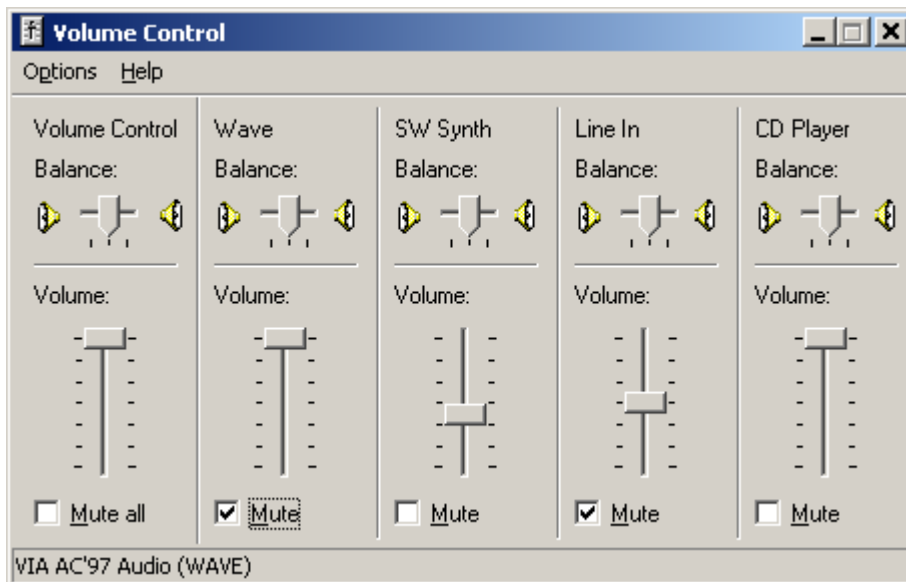 Volume Control
Options Help
Volume Control Wave SW Synth Line In CD Player
Balance: Balance: Balance: Balance: Balance:
Volume: Volume: Volume: Volume: Volume:
Mute all Mute Mute Mute Mute
VIA AC'97 Audio (WAVE)